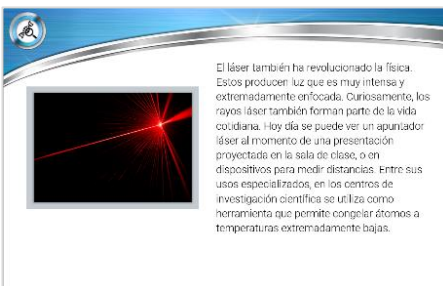 El láser también ha revolucionado la física.
Estos producen luz que es muy intensa y
extremadamente enfocada. Curiosamente, los
rayos láser también forman parte de la vida
cotidiana. Hoy día se puede ver un apuntador
láser al momento de una presentación
proyectada en la sala de clase, o en
dispositivos para medir distancias. Entre sus
usos especializados, en los centros de
investigación científica se utiliza como
herramienta que permite congelar átomos a
temperaturas extremadamente bajas.